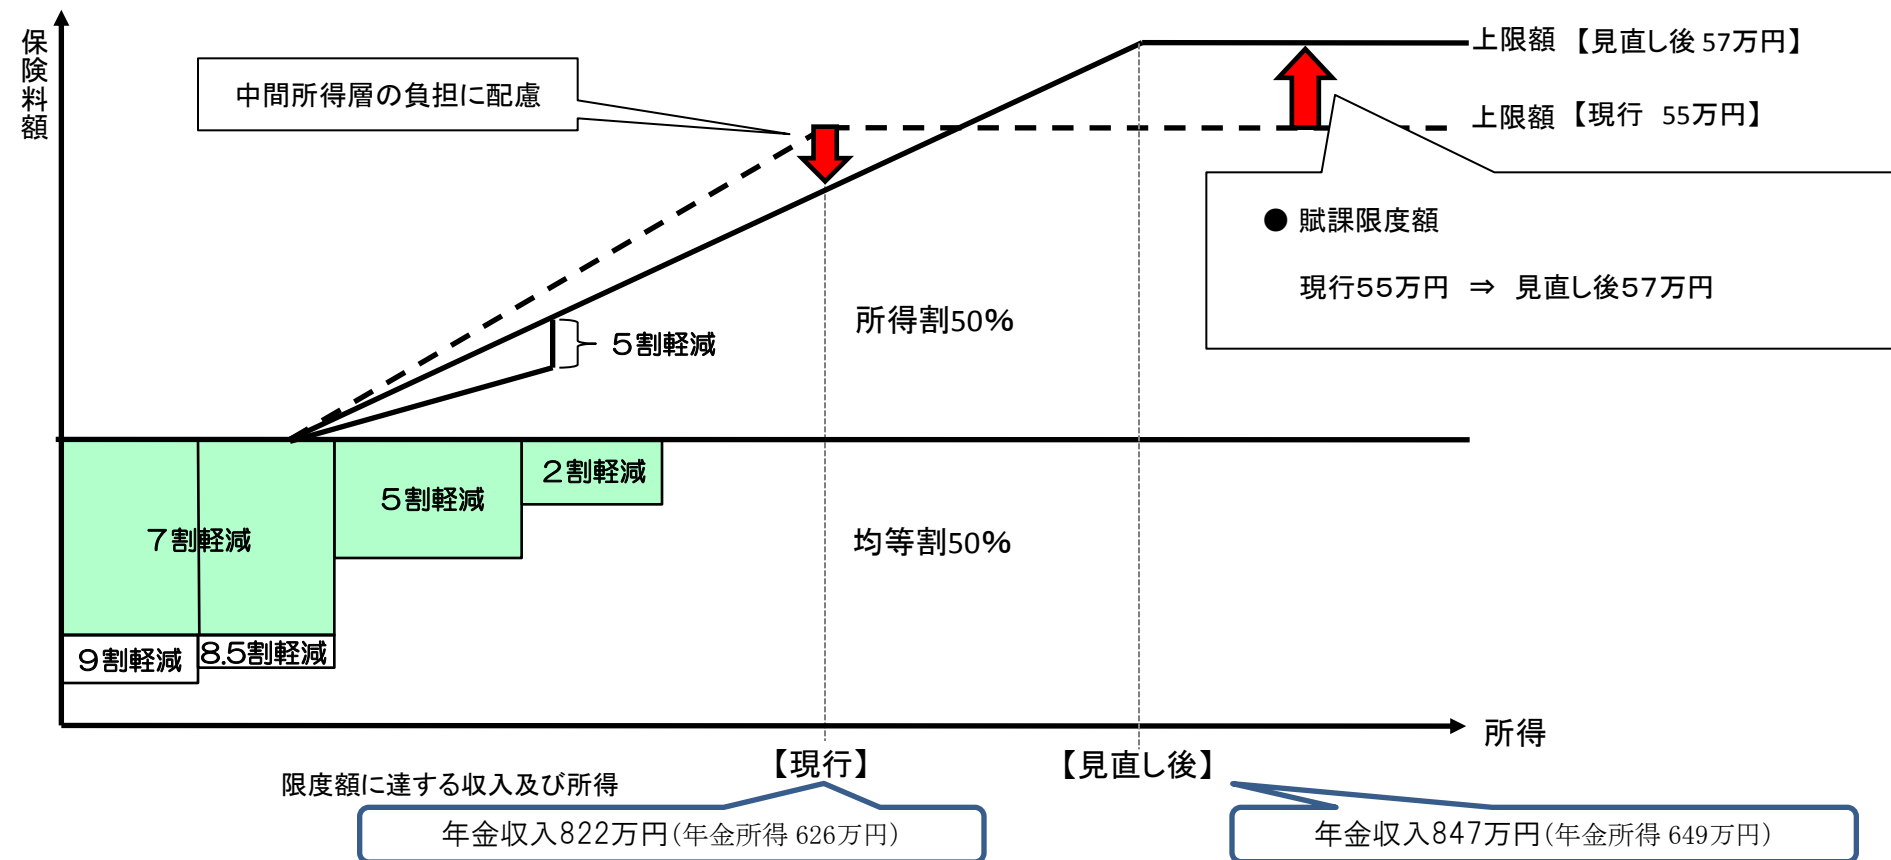 保険料額
上限額 【見直し後 57万円】
中間所得層の負担に配慮
上限額 【現行 55万円】
● 賦課限度額
現行55万円 ⇒ 見直し後57万円
所得割50%
5割軽減
2割軽減
5割軽減
7割軽減
均等割50%
9割軽減
8.5割軽減
所得
【現行】
【見直し後】
限度額に達する収入及び所得
年金収入822万円(年金所得 626万円)
年金収入847万円(年金所得 649万円)